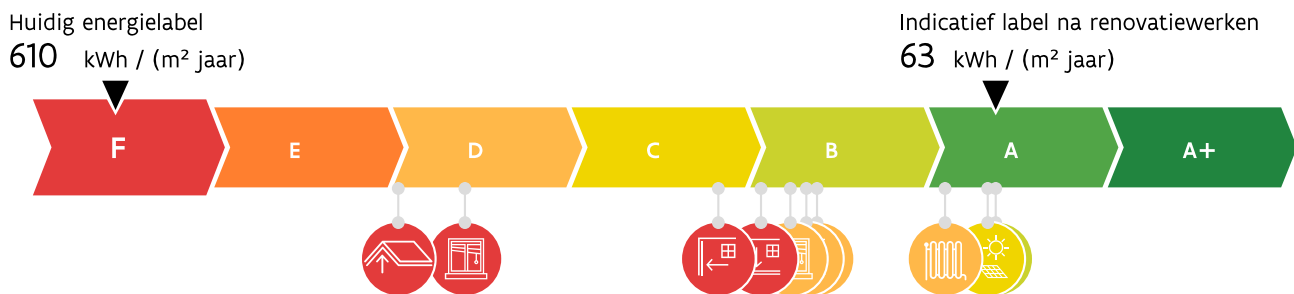 Huidig energielabel
610 kWh / (m² jaar)
Indicatief label na renovatiewerken
63 kWh / (m² jaar)
F E D C B A A+